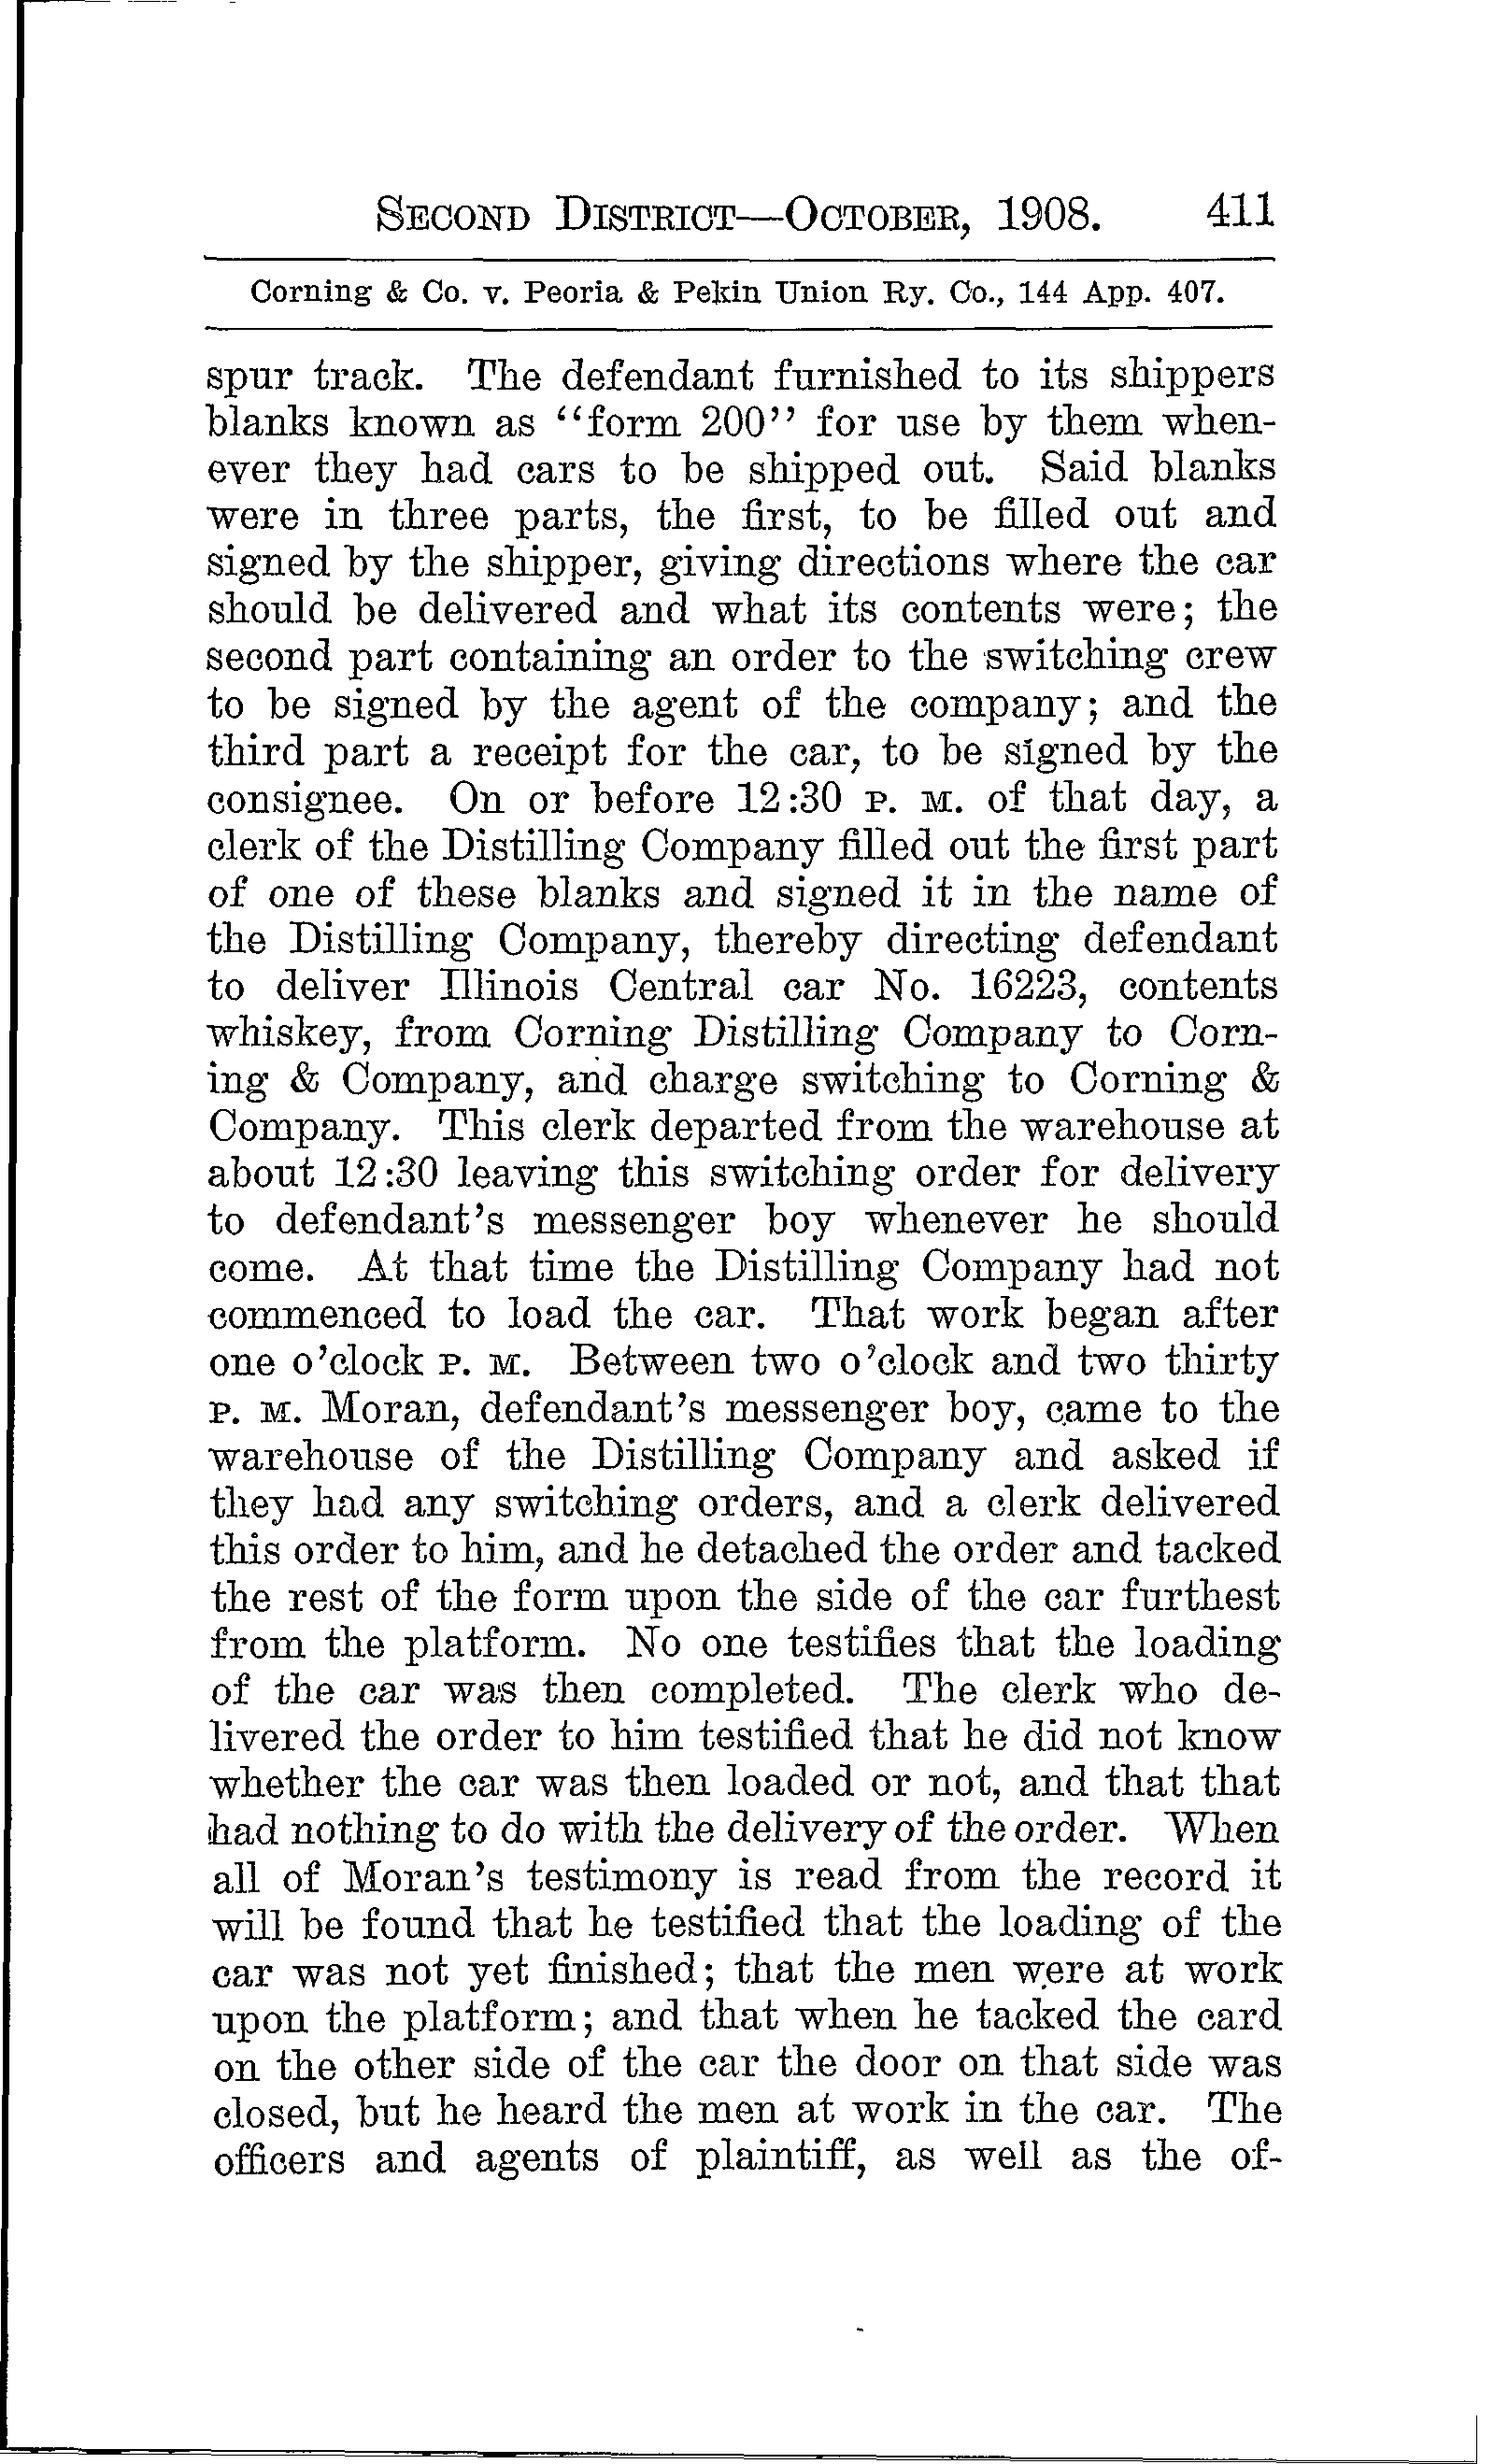 SECOND DISTRICT—OCTOBER, 1908. 411
Corning & Co. v. Peoria & Pekin Union Ry. Co., 144 App. 407.
spur track. The defendant furnished to its shippers
blanks known as “form 200” for use by them when-
ever they had cars to be shipped out. Said blanks
were in three parts, the first, to be filled out and
signed by the shipper, giving directions where the car
should be delivered and what its contents were; the
second part containing an order to the switching crew
to be signed by the agent of the company; and the
third part a receipt for the car, to be signed by the
consignee. On or before 12:30 P. M. of that day, a
clerk of the Distilling Company filled out the first part
of one of these blanks and signed it in the name of
the Distilling Company, thereby directing defendant
to deliver Illinois Central car No. 16223, contents
whiskey, from Corning Distilling Company to Corn-
ing & Company, and charge switching to Corning &
Company. This clerk departed from the warehouse at
about 12:30 leaving this switching order for delivery
to defendant’s messenger boy whenever he should
come. At that time the Distilling Company had not
commenced to load the car. That work began after
one o’clock P. M. Between two o’clock and two thirty
P. M. Moran, defendant’s messenger boy, came to the
warehouse of the Distilling Company and asked if
they had any switching orders, and a clerk delivered
this order to him, and he detached the order and tacked
the rest of the form upon the side of the car furthest
from the platform. No one testifies that the loading
of the car was then completed. The clerk who de-
livered the order to him testified that he did not know
whether the car was then loaded or not, and that that
had nothing to do with the delivery of the order. When
all of Moran’s testimony is read from the record it
will be found that he testified that the loading of the
car was not yet finished; that the men were at work
upon the platform; and that when he tacked the card
on the other side of the car the door on that side was
closed, but he heard the men at work in the car. The
officers and agents of plaintiff, as well as the of-